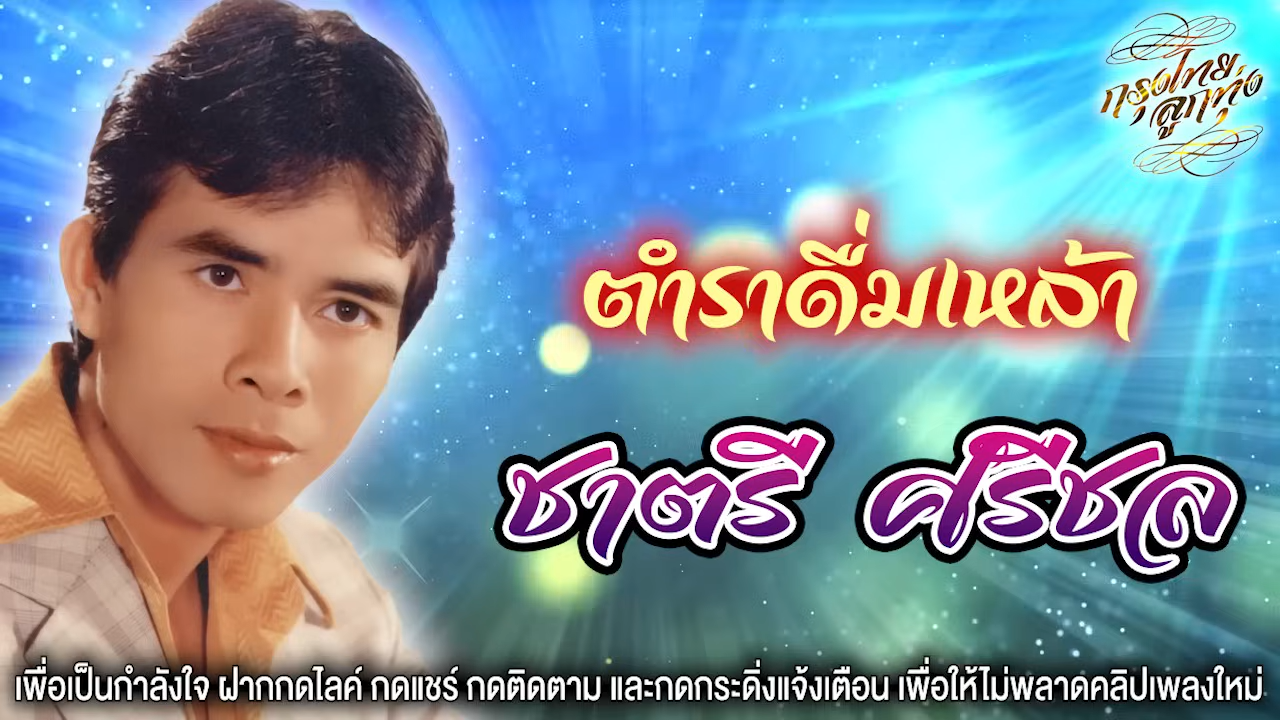 กรุงไทย
ลูกทุ่ง
ตำราดื่มเหล้า
ชาตรี ศรีชล
เพื่อเป็นกำลังใจ ฝากกดไลค์ กดแชร์ กดติดตาม และกดกระดิ่งแจ้งเตือน เพื่อให้ไม่พลาดคลิปเพลงใหม่